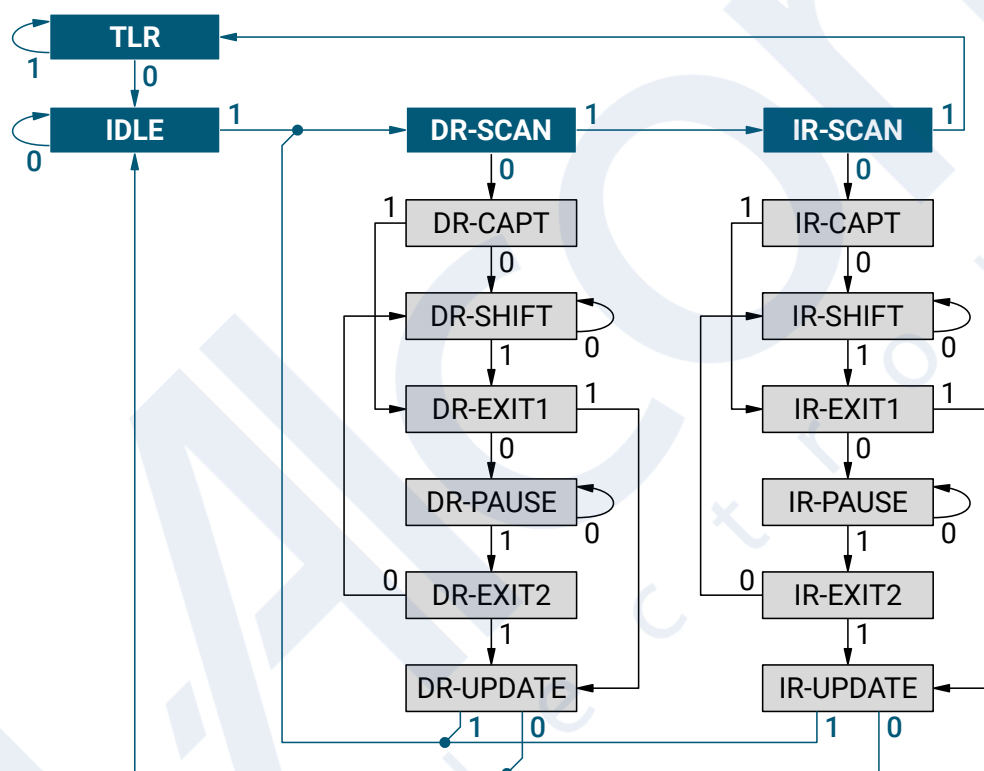 TLR
1
0
IDLE
0
1
DR-SCAN
1
IR-SCAN
1
0
0
1
DR-CAPT
1
IR-CAPT
0
0
DR-SHIFT
0
IR-SHIFT
0
1
1
DR-EXIT1
1
IR-EXIT1
1
0
0
DR-PAUSE
0
IR-PAUSE
0
1
1
0
DR-EXIT2
0
IR-EXIT2
1
1
DR-UPDATE
IR-UPDATE
1 0
1 0